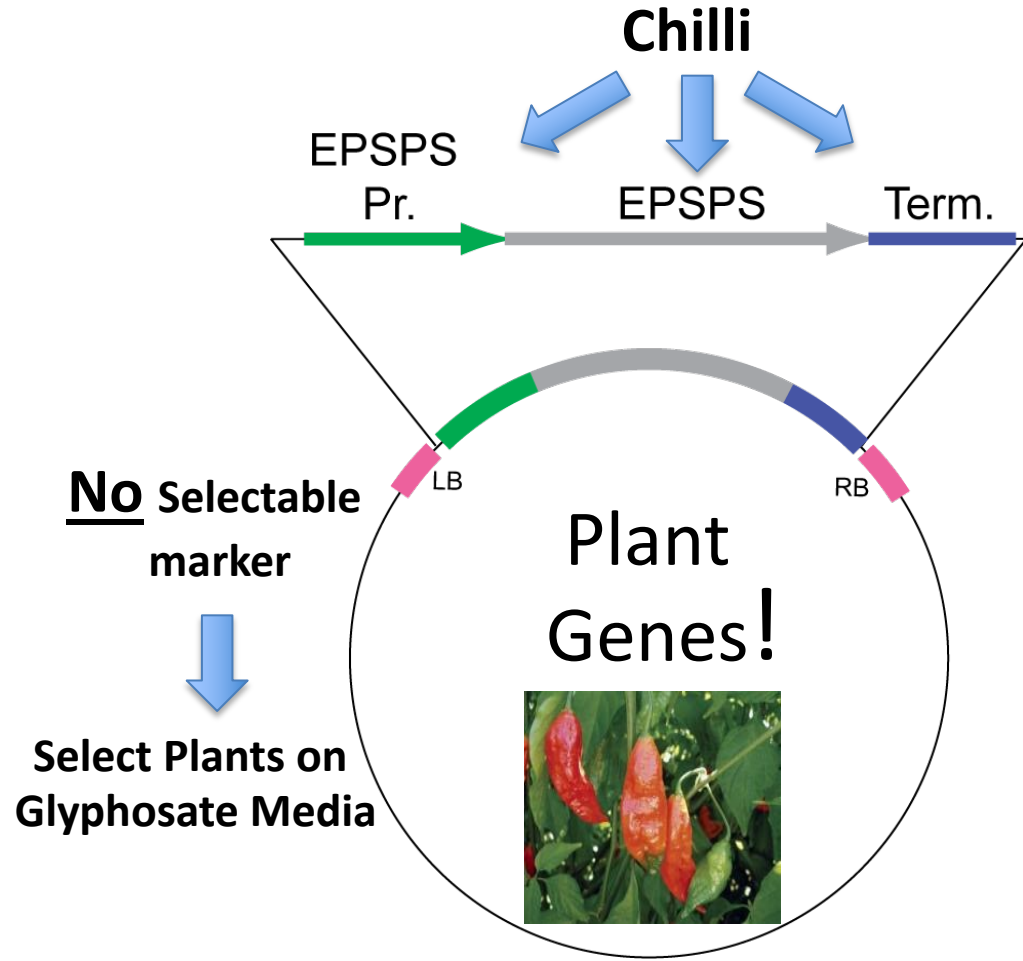 Chilli
EPSPS
Pr.
EPSPS
Term.
LB
RB
No Selectable
marker
Plant
Genes!
Select Plants on
Glyphosate Media